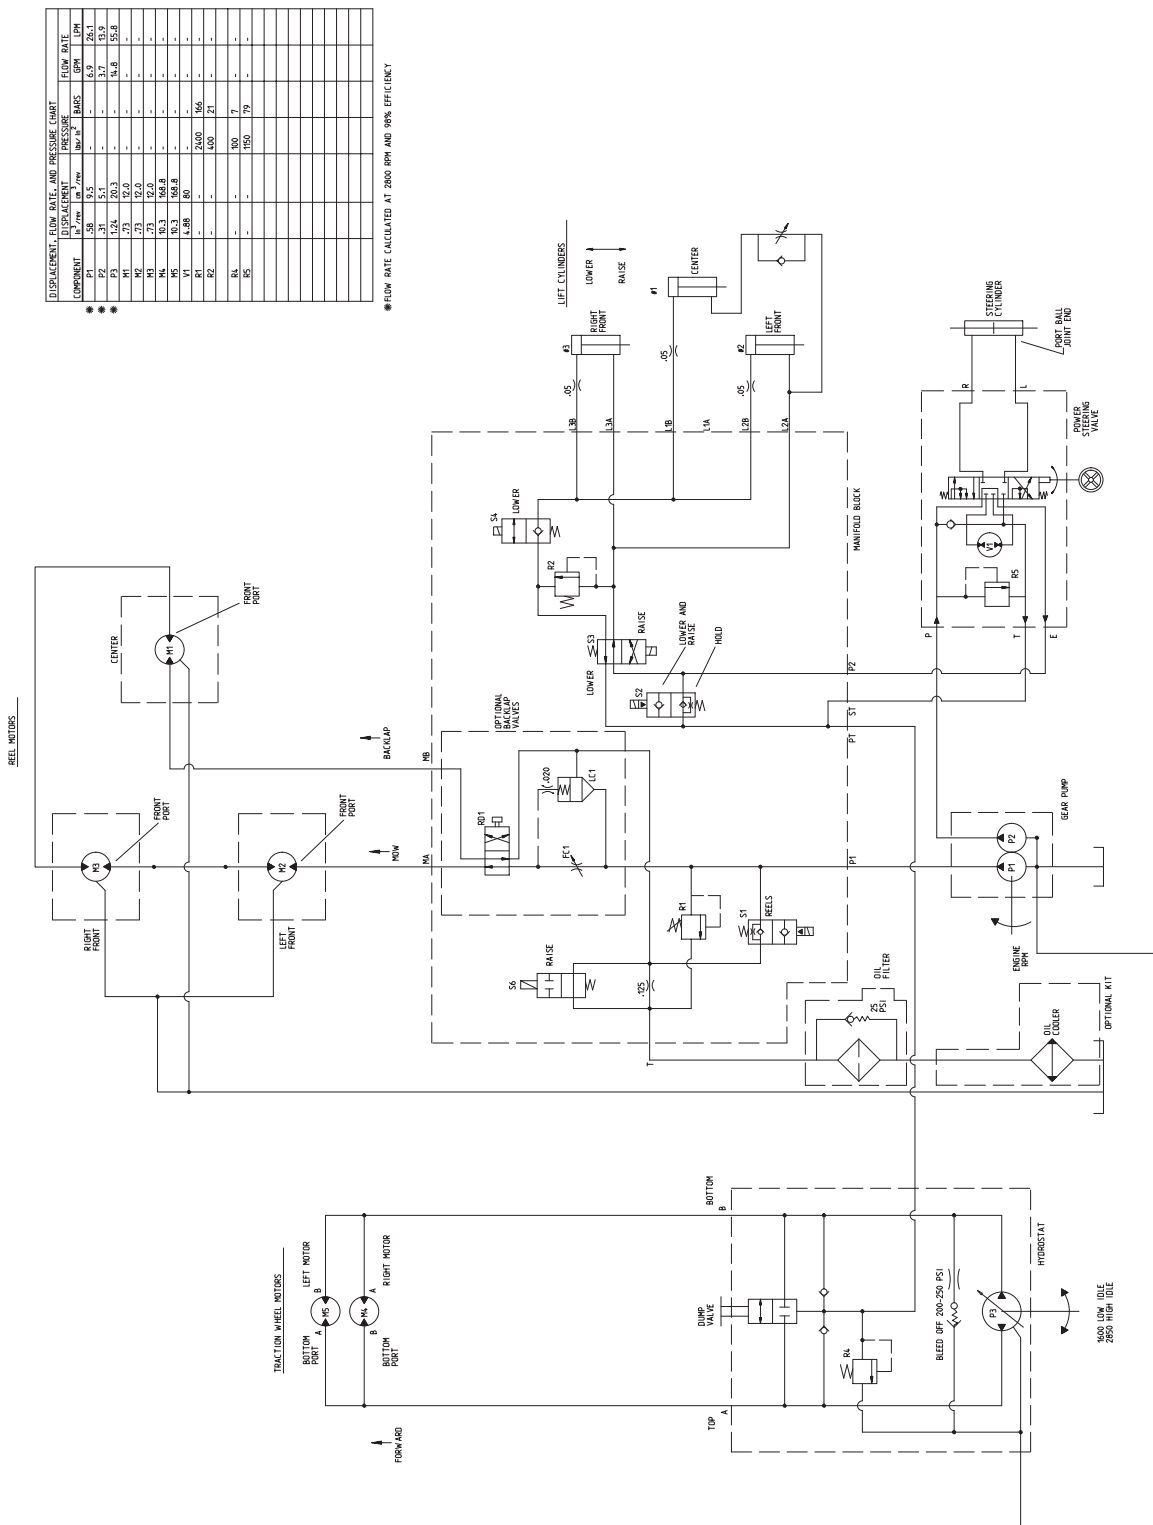 DISPLACEMENT, FLOW RATE, AND PRESSURE CHART
COMPONENT DISPLACEMENT PRESSURE FLOW RATE
in³/rev cm³/rev lbs/in² BARS GPM LPM
✱ P1 .58 9.5 - - 6.9 26.1
✱ P2 .31 5.1 - - 3.7 13.9
✱ P3 1.24 20.3 - - 14.8 55.8
M1 .73 12.0 - - - -
M2 .73 12.0 - - - -
M3 .73 12.0 - - - -
M4 10.3 168.8 - - - -
M5 10.3 168.8 - - - -
V1 4.88 80 - - - -
R1 - - 2400 166 - -
R2 - - 400 21 - -
R4 - - 100 7 - -
R5 - - 1150 79 - -
✱FLOW RATE CALCULATED AT 2800 RPM AND 98% EFFICIENCY
REEL MOTORS
RIGHT
FRONT
M3
FRONT
PORT
LEFT
FRONT
M2
FRONT
PORT
CENTER
M1
FRONT
PORT
MOW
BACKLAP
MA
MB
OPTIONAL
BACKLAP
VALVES
RD1
.020
LC1
FC1
S6
RAISE
.125
R1
S1
REELS
T
P1
PT
ST
P2
S2
LOWER AND
RAISE
HOLD
LOWER
S3
RAISE
R2
S4
LOWER
MANIFOLD BLOCK
L3B
L3A
L1B
L1A
L2B
L2A
.05
.05
.05
LIFT CYLINDERS
LOWER
RAISE
#3
RIGHT
FRONT
#1
CENTER
#2
LEFT
FRONT
P
T
E
R5
V1
R
L
POWER
STEERING
VALVE
STEERING
CYLINDER
PORT BALL
JOINT END
GEAR PUMP
P1
P2
ENGINE
RPM
OIL
FILTER
25
PSI
OIL
COOLER
OPTIONAL KIT
TRACTION WHEEL MOTORS
BOTTOM
PORT
A
M5
B
LEFT MOTOR
BOTTOM
PORT
B
M4
A
RIGHT MOTOR
FORWARD
TOP
A
BOTTOM
B
DUMP
VALVE
R4
BLEED OFF 200-250 PSI
P3
HYDROSTAT
1600 LOW IDLE
2850 HIGH IDLE